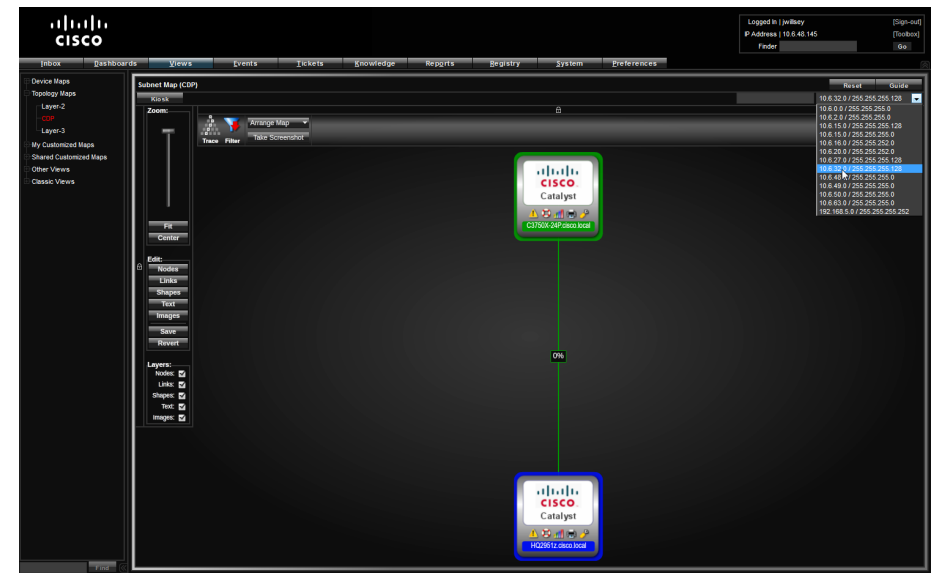 CISCO
Logged In | jwillsey [Sign-out]
IP Address | 10.6.48.145 [Toolbox]
Finder Go
Inbox Dashboards Views Events Tickets Knowledge Reports Registry System Preferences
Device Maps
Topology Maps
Layer-2
CDP
Layer-3
My Customized Maps
Shared Customized Maps
Other Views
Classic Views
Find
Subnet Map (CDP)
Reset Guide
Kiosk
10.6.32.0 / 255.255.255.128
10.6.0.0 / 255.255.255.0
10.6.2.0 / 255.255.255.0
10.6.15.0 / 255.255.255.128
10.6.15.0 / 255.255.255.0
10.6.16.0 / 255.255.252.0
10.6.20.0 / 255.255.252.0
10.6.27.0 / 255.255.255.128
10.6.32.0 / 255.255.255.128
10.6.48.0 / 255.255.255.0
10.6.49.0 / 255.255.255.0
10.6.50.0 / 255.255.255.0
10.6.63.0 / 255.255.255.0
192.168.5.0 / 255.255.255.252
Zoom:
Fit
Center
Edit:
Nodes
Links
Shapes
Text
Images
Save
Revert
Layers:
Nodes:
Links:
Shapes:
Text:
Images:
Trace Filter
Arrange Map
Take Screenshot
CISCO
Catalyst
C3750X-24P.cisco.local
0%
CISCO
Catalyst
HQ2951z.cisco.local